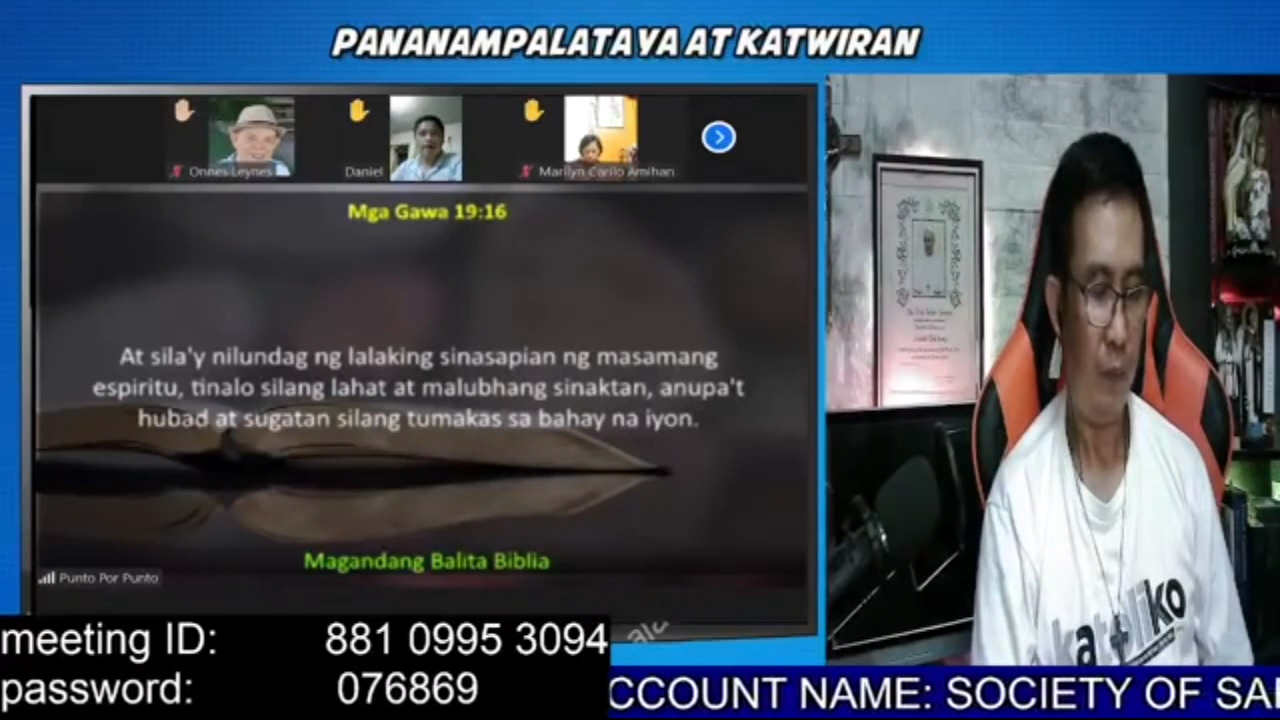 PANANAMPALATAYA AT KATWIRAN
Onnes Leynes
Daniel
Marilyn Carilo Amihan
Mga Gawa 19:16
At sila'y nilundag ng lalaking sinasapian ng masamang
espiritu, tinalo silang lahat at malubhang sinaktan, anupa't
hubad at sugatan silang tumakas sa bahay na iyon.
Magandang Balita Biblia
Punto Por Punto
katoliko
meeting ID: 881 0995 3094
password: 076869
CCOUNT NAME: SOCIETY OF SA